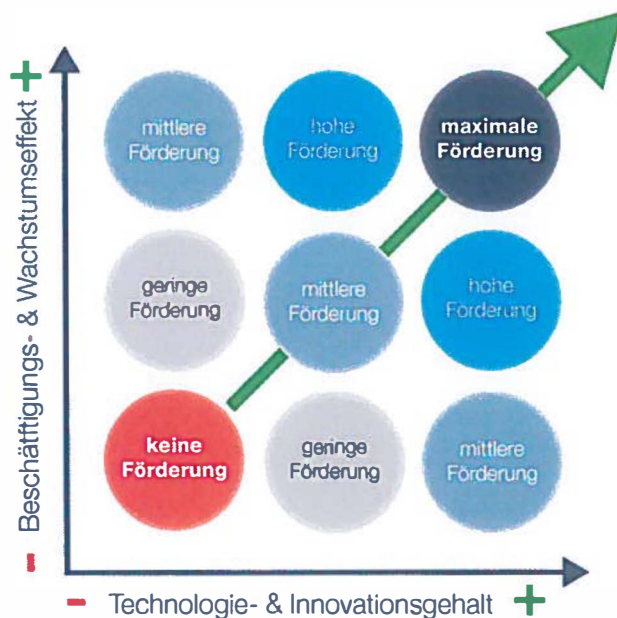 +
mittlere
Förderung
hohe
Förderung
maximale
Förderung
geringe
Förderung
mittlere
Förderung
hohe
Förderung
keine
Förderung
geringe
Förderung
mittlere
Förderung
- Beschäftigungs- & Wachstumseffekt
- Technologie- & Innovationsgehalt +